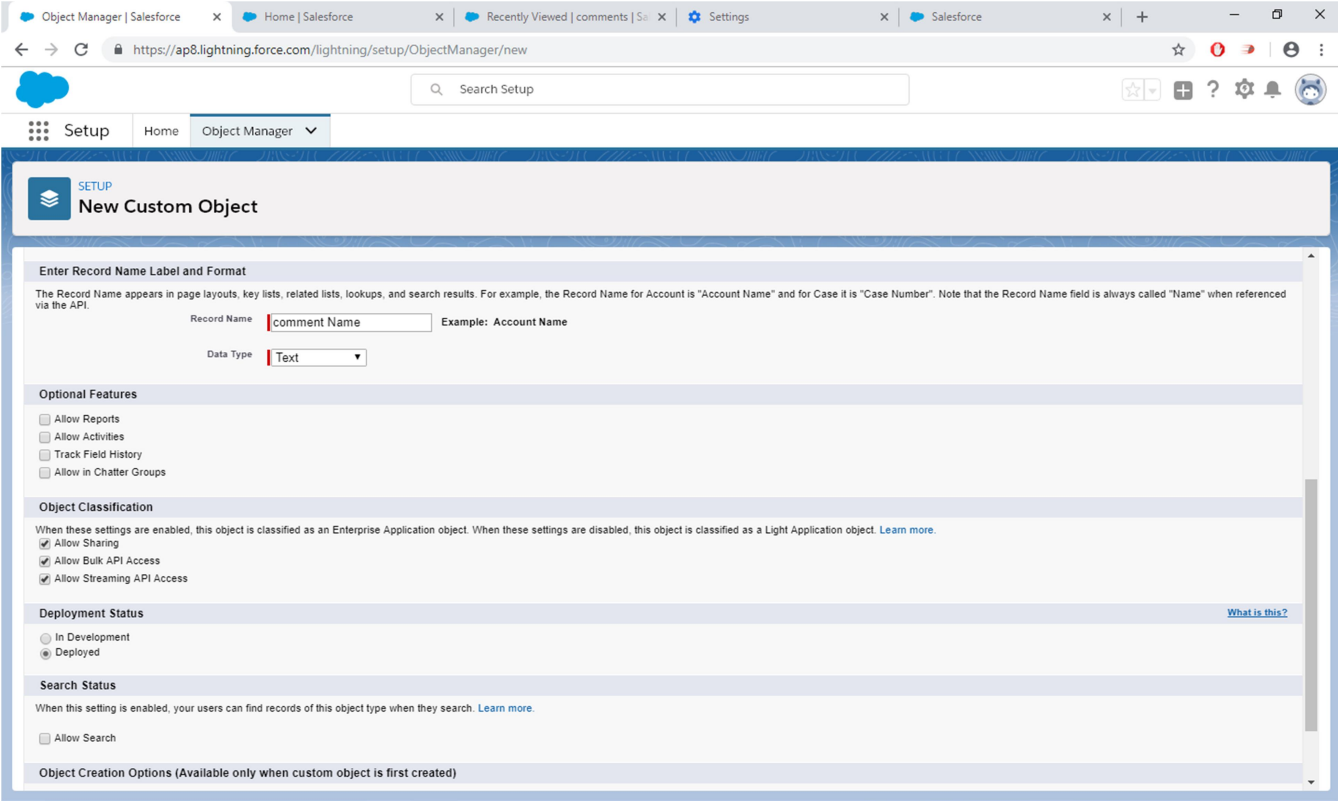 Object Manager | Salesforce
Home | Salesforce
Recently Viewed | comments | Sa
Settings
Salesforce
https://ap8.lightning.force.com/lightning/setup/ObjectManager/new
Search Setup
Setup
Home
Object Manager
SETUP
New Custom Object
Enter Record Name Label and Format
The Record Name appears in page layouts, key lists, related lists, lookups, and search results. For example, the Record Name for Account is "Account Name" and for Case it is "Case Number". Note that the Record Name field is always called "Name" when referenced
via the API.
Record Name comment Name Example: Account Name
Data Type Text
Optional Features
Allow Reports
Allow Activities
Track Field History
Allow in Chatter Groups
Object Classification
When these settings are enabled, this object is classified as an Enterprise Application object. When these settings are disabled, this object is classified as a Light Application object. Learn more.
Allow Sharing
Allow Bulk API Access
Allow Streaming API Access
Deployment Status What is this?
In Development
Deployed
Search Status
When this setting is enabled, your users can find records of this object type when they search. Learn more.
Allow Search
Object Creation Options (Available only when custom object is first created)